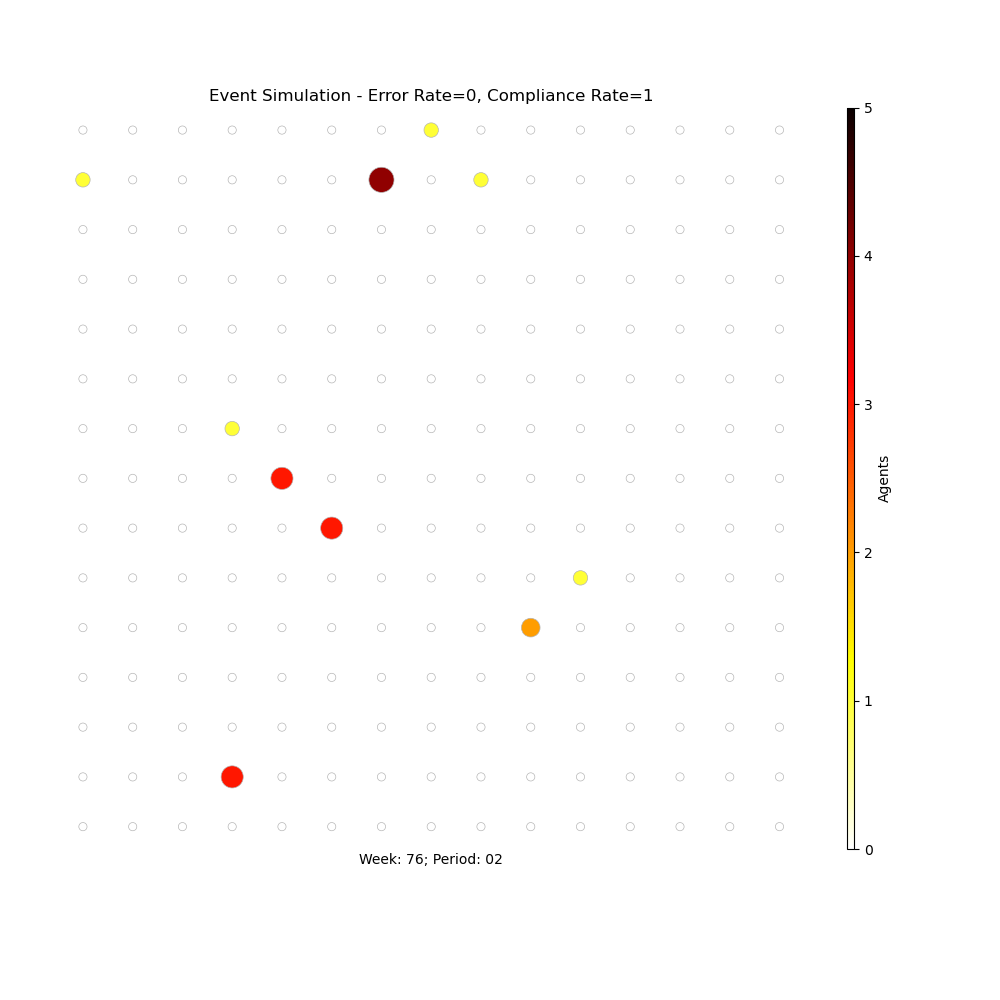 Event Simulation - Error Rate=0, Compliance Rate=1
5
4
3
2
1
0
Agents
Week: 76; Period: 02